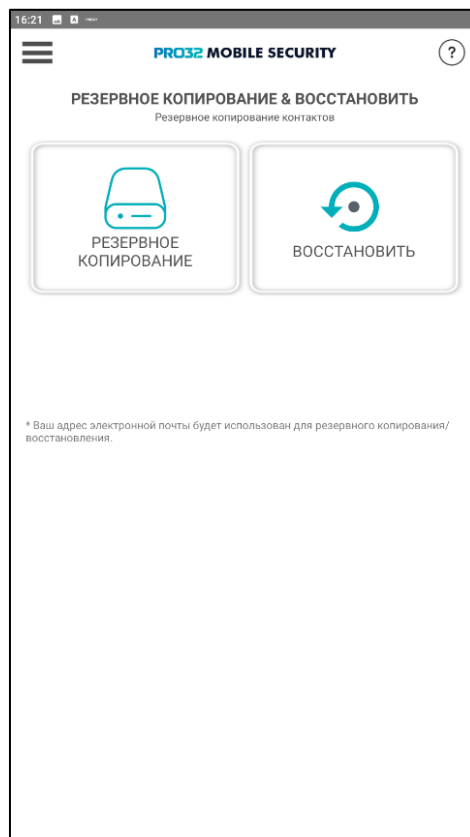 16:21
PRO32 MOBILE SECURITY
?
РЕЗЕРВНОЕ КОПИРОВАНИЕ & ВОССТАНОВИТЬ
Резервное копирование контактов
РЕЗЕРВНОЕ
КОПИРОВАНИЕ
ВОССТАНОВИТЬ
* Ваш адрес электронной почты будет использован для резервного копирования/
восстановления.